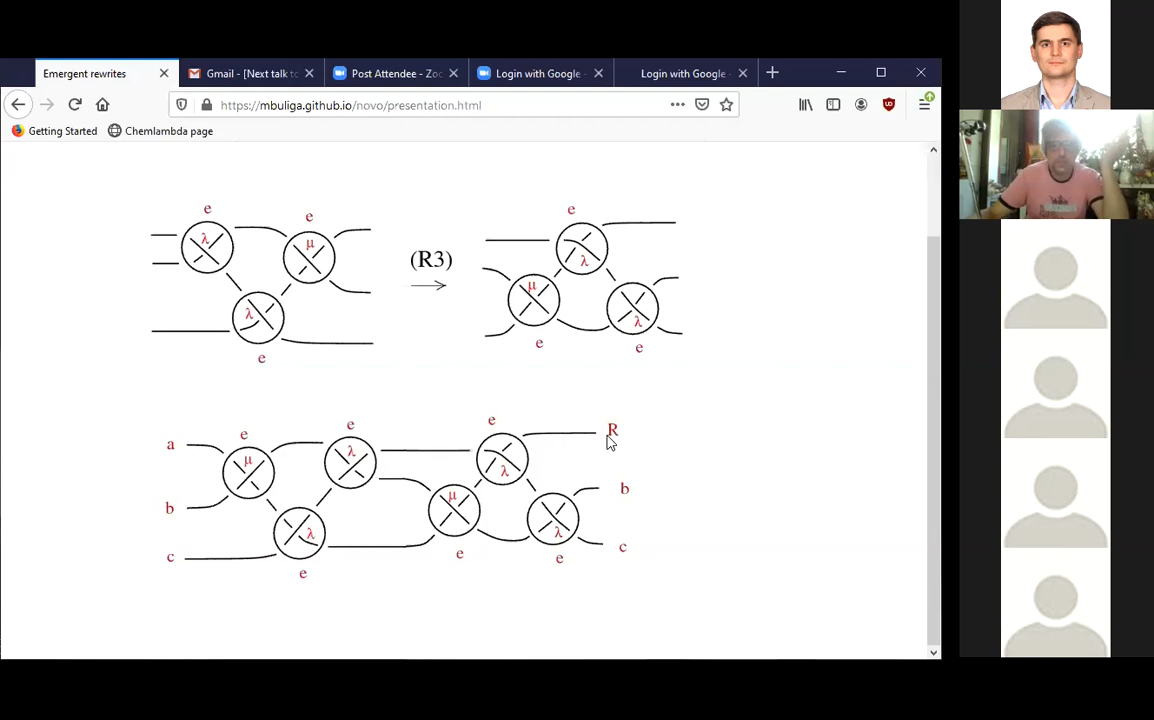 Emergent rewrites
Gmail - [Next talk to
Post Attendee - Zoo
Login with Google -
Login with Google -
https://mbuliga.github.io/novo/presentation.html
Getting Started
Chemlambda page
e e e
λ μ λ
(R3)
λ μ λ
e e e
e e e R
a
μ λ λ
b
μ b
λ λ
c c
e e e